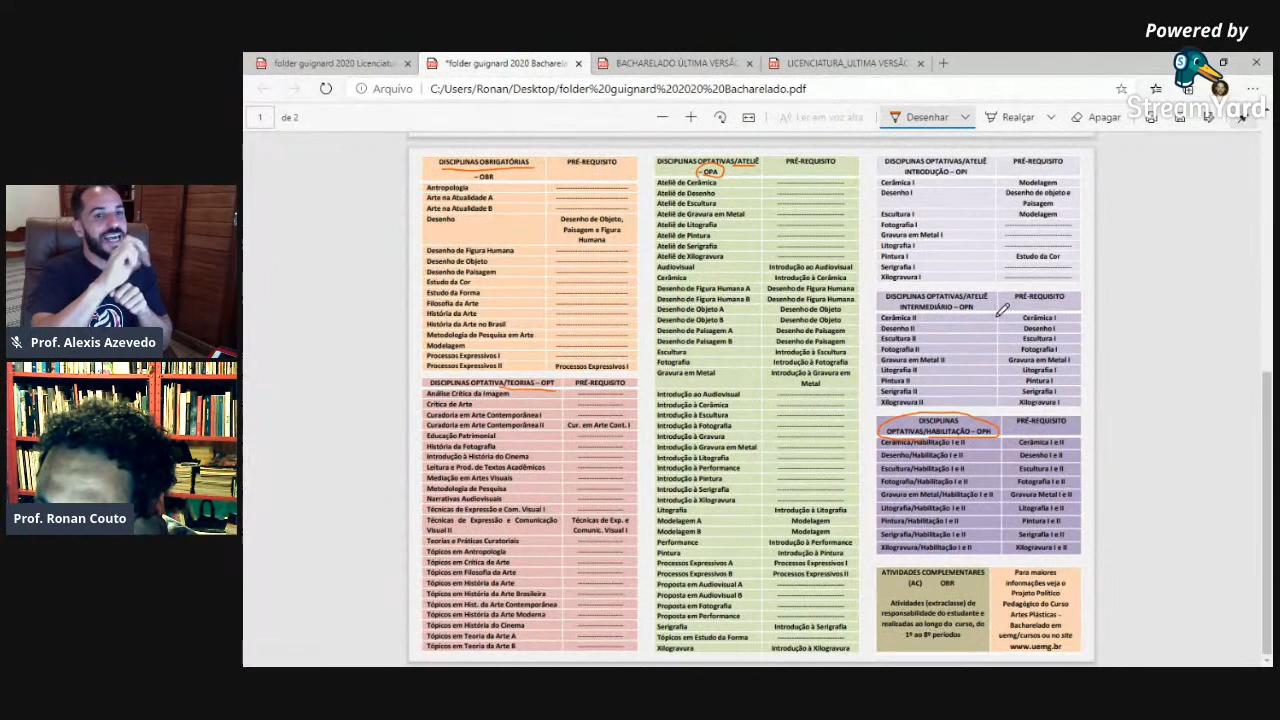 Powered by
StreamYard
folder guignard 2020 Licenciatur
*folder guignard 2020 Bacharela
BACHARELADO ÚLTIMA VERSÃO
LICENCIATURA_ULTIMA VERSÃO
Arquivo
C:/Users/Ronan/Desktop/folder%20guignard%202020%20Bacharelado.pdf
1 de 2
Ler em voz alta
Desenhar
Realçar
Apagar
Prof. Alexis Azevedo
Prof. Ronan Couto
DISCIPLINAS OBRIGATÓRIAS – OBR PRÉ-REQUISITO
Antropologia --------------------
Arte na Atualidade A --------------------
Arte na Atualidade B --------------------
Desenho Desenho de Objeto, Paisagem e Figura Humana
Desenho de Figura Humana --------------------
Desenho de Objeto --------------------
Desenho de Paisagem --------------------
Estudo da Cor --------------------
Estudo da Forma --------------------
Filosofia da Arte --------------------
História da Arte --------------------
História da Arte no Brasil --------------------
Metodologia de Pesquisa em Arte --------------------
Modelagem --------------------
Processos Expressivos I --------------------
Processos Expressivos II Processos Expressivos I
DISCIPLINAS OPTATIVA/TEORIAS – OPT PRÉ-REQUISITO
Análise Crítica da Imagem --------------------
Crítica de Arte --------------------
Curadoria em Arte Contemporânea I --------------------
Curadoria em Arte Contemporânea II Cur. em Arte Cont. I
Educação Patrimonial --------------------
História da Fotografia --------------------
Introdução à História do Cinema --------------------
Leitura e Prod. de Textos Acadêmicos --------------------
Mediação em Artes Visuais --------------------
Metodologia de Pesquisa --------------------
Narrativas Audiovisuais --------------------
Técnicas de Expressão e Com. Visual I --------------------
Técnicas de Expressão e Comunicação Visual II Técnicas de Exp. e Comunic. Visual I
Teorias e Práticas Curatoriais --------------------
Tópicos em Antropologia --------------------
Tópicos em Crítica de Arte --------------------
Tópicos em Filosofia da Arte --------------------
Tópicos em História da Arte --------------------
Tópicos em História da Arte Brasileira --------------------
Tópicos em Hist. da Arte Contemporânea --------------------
Tópicos em História da Arte Moderna --------------------
Tópicos em História do Cinema --------------------
Tópicos em Teoria da Arte A --------------------
Tópicos em Teoria da Arte B --------------------
DISCIPLINAS OPTATIVAS/ATELIÊ – OPA PRÉ-REQUISITO
Ateliê de Cerâmica --------------------
Ateliê de Desenho --------------------
Ateliê de Escultura --------------------
Ateliê de Gravura em Metal --------------------
Ateliê de Litografia --------------------
Ateliê de Pintura --------------------
Ateliê de Serigrafia --------------------
Ateliê de Xilogravura --------------------
Audiovisual Introdução ao Audiovisual
Cerâmica Introdução à Cerâmica
Desenho de Figura Humana A Desenho de Figura Humana
Desenho de Figura Humana B Desenho de Figura Humana
Desenho de Objeto A Desenho de Objeto
Desenho de Objeto B Desenho de Objeto
Desenho de Paisagem A Desenho de Paisagem
Desenho de Paisagem B Desenho de Paisagem
Escultura Introdução à Escultura
Fotografia Introdução à Fotografia
Gravura em Metal Introdução à Gravura em Metal
Introdução ao Audiovisual --------------------
Introdução à Cerâmica --------------------
Introdução à Escultura --------------------
Introdução à Fotografia --------------------
Introdução à Gravura --------------------
Introdução à Gravura em Metal --------------------
Introdução à Litografia --------------------
Introdução à Performance --------------------
Introdução à Pintura --------------------
Introdução à Serigrafia --------------------
Introdução à Xilogravura --------------------
Litografia Introdução à Litografia
Modelagem A Modelagem
Modelagem B Modelagem
Performance Introdução à Performance
Pintura Introdução à Pintura
Processos Expressivos A Processos Expressivos I
Processos Expressivos B Processos Expressivos II
Proposta em Audiovisual A --------------------
Proposta em Audiovisual B --------------------
Proposta em Fotografia --------------------
Proposta em Performance --------------------
Serigrafia Introdução à Serigrafia
Tópicos em Estudo da Forma --------------------
Xilogravura Introdução à Xilogravura
DISCIPLINAS OPTATIVAS/ATELIÊ INTRODUÇÃO – OPI PRÉ-REQUISITO
Cerâmica I Modelagem
Desenho I Desenho de objeto e Paisagem
Escultura I Modelagem
Fotografia I --------------------
Gravura em Metal I --------------------
Litografia I --------------------
Pintura I Estudo da Cor
Serigrafia I --------------------
Xilogravura I --------------------
DISCIPLINAS OPTATIVAS/ATELIÊ INTERMEDIÁRIO – OPN PRÉ-REQUISITO
Cerâmica II Cerâmica I
Desenho II Desenho I
Escultura II Escultura I
Fotografia II Fotografia I
Gravura em Metal II Gravura em Metal I
Litografia II Litografia I
Pintura II Pintura I
Serigrafia II Serigrafia I
Xilogravura II Xilogravura I
DISCIPLINAS OPTATIVAS/HABILITAÇÃO – OPH PRÉ-REQUISITO
Cerâmica/Habilitação I e II Cerâmica I e II
Desenho/Habilitação I e II Desenho I e II
Escultura/Habilitação I e II Escultura I e II
Fotografia/Habilitação I e II Fotografia I e II
Gravura em Metal/Habilitação I e II Gravura Metal I e II
Litografia/Habilitação I e II Litografia I e II
Pintura/Habilitação I e II Pintura I e II
Serigrafia/Habilitação I e II Serigrafia I e II
Xilogravura/Habilitação I e II Xilogravura I e II
ATIVIDADES COMPLEMENTARES
(AC) OBR
Atividades (extraclasse) de
responsabilidade do estudante e
realizadas ao longo do curso, do
1º ao 8º períodos
Para maiores
informações veja o
Projeto Político
Pedagógico do Curso
Artes Plásticas –
Bacharelado em
uemg/cursos ou no site
www.uemg.br